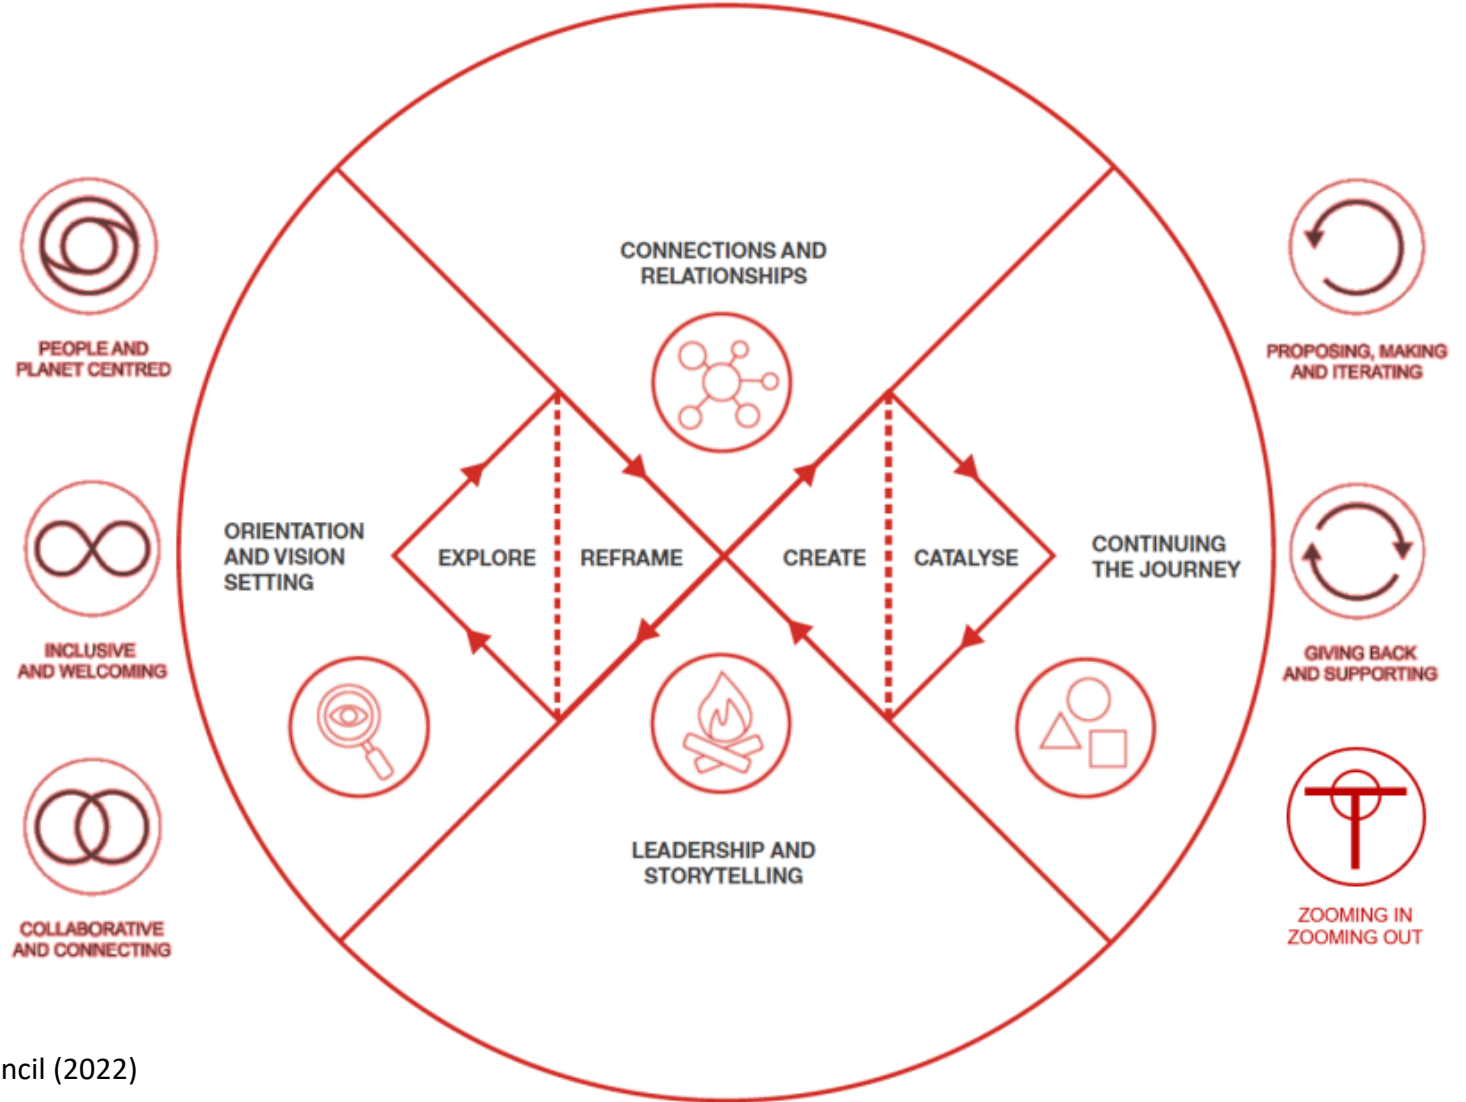 CONNECTIONS AND
RELATIONSHIPS
PEOPLE AND
PLANET CENTRED
PROPOSING, MAKING
AND ITERATING
ORIENTATION
AND VISION
SETTING
EXPLORE
REFRAME
CREATE
CATALYSE
CONTINUING
THE JOURNEY
INCLUSIVE
AND WELCOMING
GIVING BACK
AND SUPPORTING
LEADERSHIP AND
STORYTELLING
COLLABORATIVE
AND CONNECTING
ZOOMING IN
ZOOMING OUT
ncil (2022)